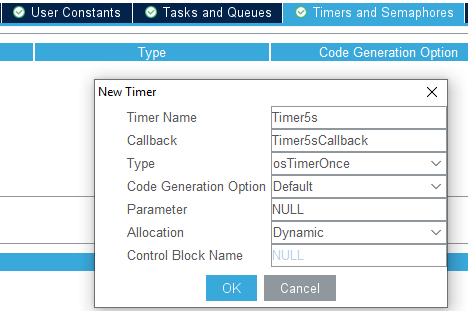 User Constants Tasks and Queues Timers and Semaphores
Type Code Generation Option
New Timer
Timer Name Timer5s
Callback Timer5sCallback
Type osTimerOnce
Code Generation Option Default
Parameter NULL
Allocation Dynamic
Control Block Name NULL
OK Cancel